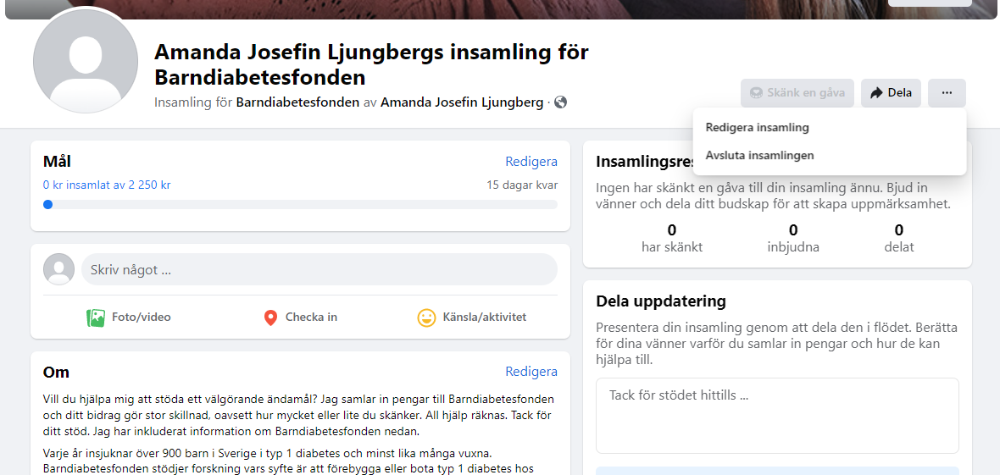 Amanda Josefin Ljungbergs insamling för
Barndiabetesfonden
Insamling för Barndiabetesfonden av Amanda Josefin Ljungberg ·
Skänk en gåva
Dela
...
Redigera insamling
Avsluta insamlingen
Mål
Redigera
0 kr insamlat av 2 250 kr
15 dagar kvar
Skriv något ...
Foto/video
Checka in
Känsla/aktivitet
Om
Redigera
Vill du hjälpa mig att stöda ett välgörande ändamål? Jag samlar in pengar till Barndiabetesfonden
och ditt bidrag gör stor skillnad, oavsett hur mycket eller lite du skänker. All hjälp räknas. Tack för
ditt stöd. Jag har inkluderat information om Barndiabetesfonden nedan.
Varje år insjuknar över 900 barn i Sverige i typ 1 diabetes och minst lika många vuxna.
Barndiabetesfonden stödjer forskning vars syfte är att förebygga eller bota typ 1 diabetes hos
Ingen har skänkt en gåva till din insamling ännu. Bjud in
vänner och dela ditt budskap för att skapa uppmärksamhet.
0
har skänkt
0
inbjudna
0
delat
Dela uppdatering
Presentera din insamling genom att dela den i flödet. Berätta
för dina vänner varför du samlar in pengar och hur de kan
hjälpa till.
Tack för stödet hittills ...